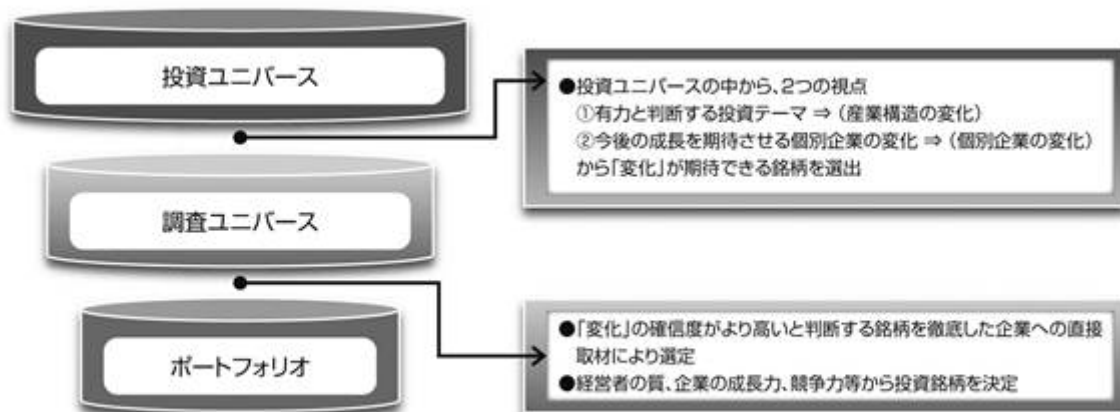 投資ユニバース
●投資ユニバースの中から、2つの視点
①有力と判断する投資テーマ ⇒ (産業構造の変化)
②今後の成長を期待させる個別企業の変化 ⇒ (個別企業の変化)
から「変化」が期待できる銘柄を選出
調査ユニバース
●「変化」の確信度がより高いと判断する銘柄を徹底した企業への直接
取材により選定
●経営者の質、企業の成長力、競争力等から投資銘柄を決定
ポートフォリオ